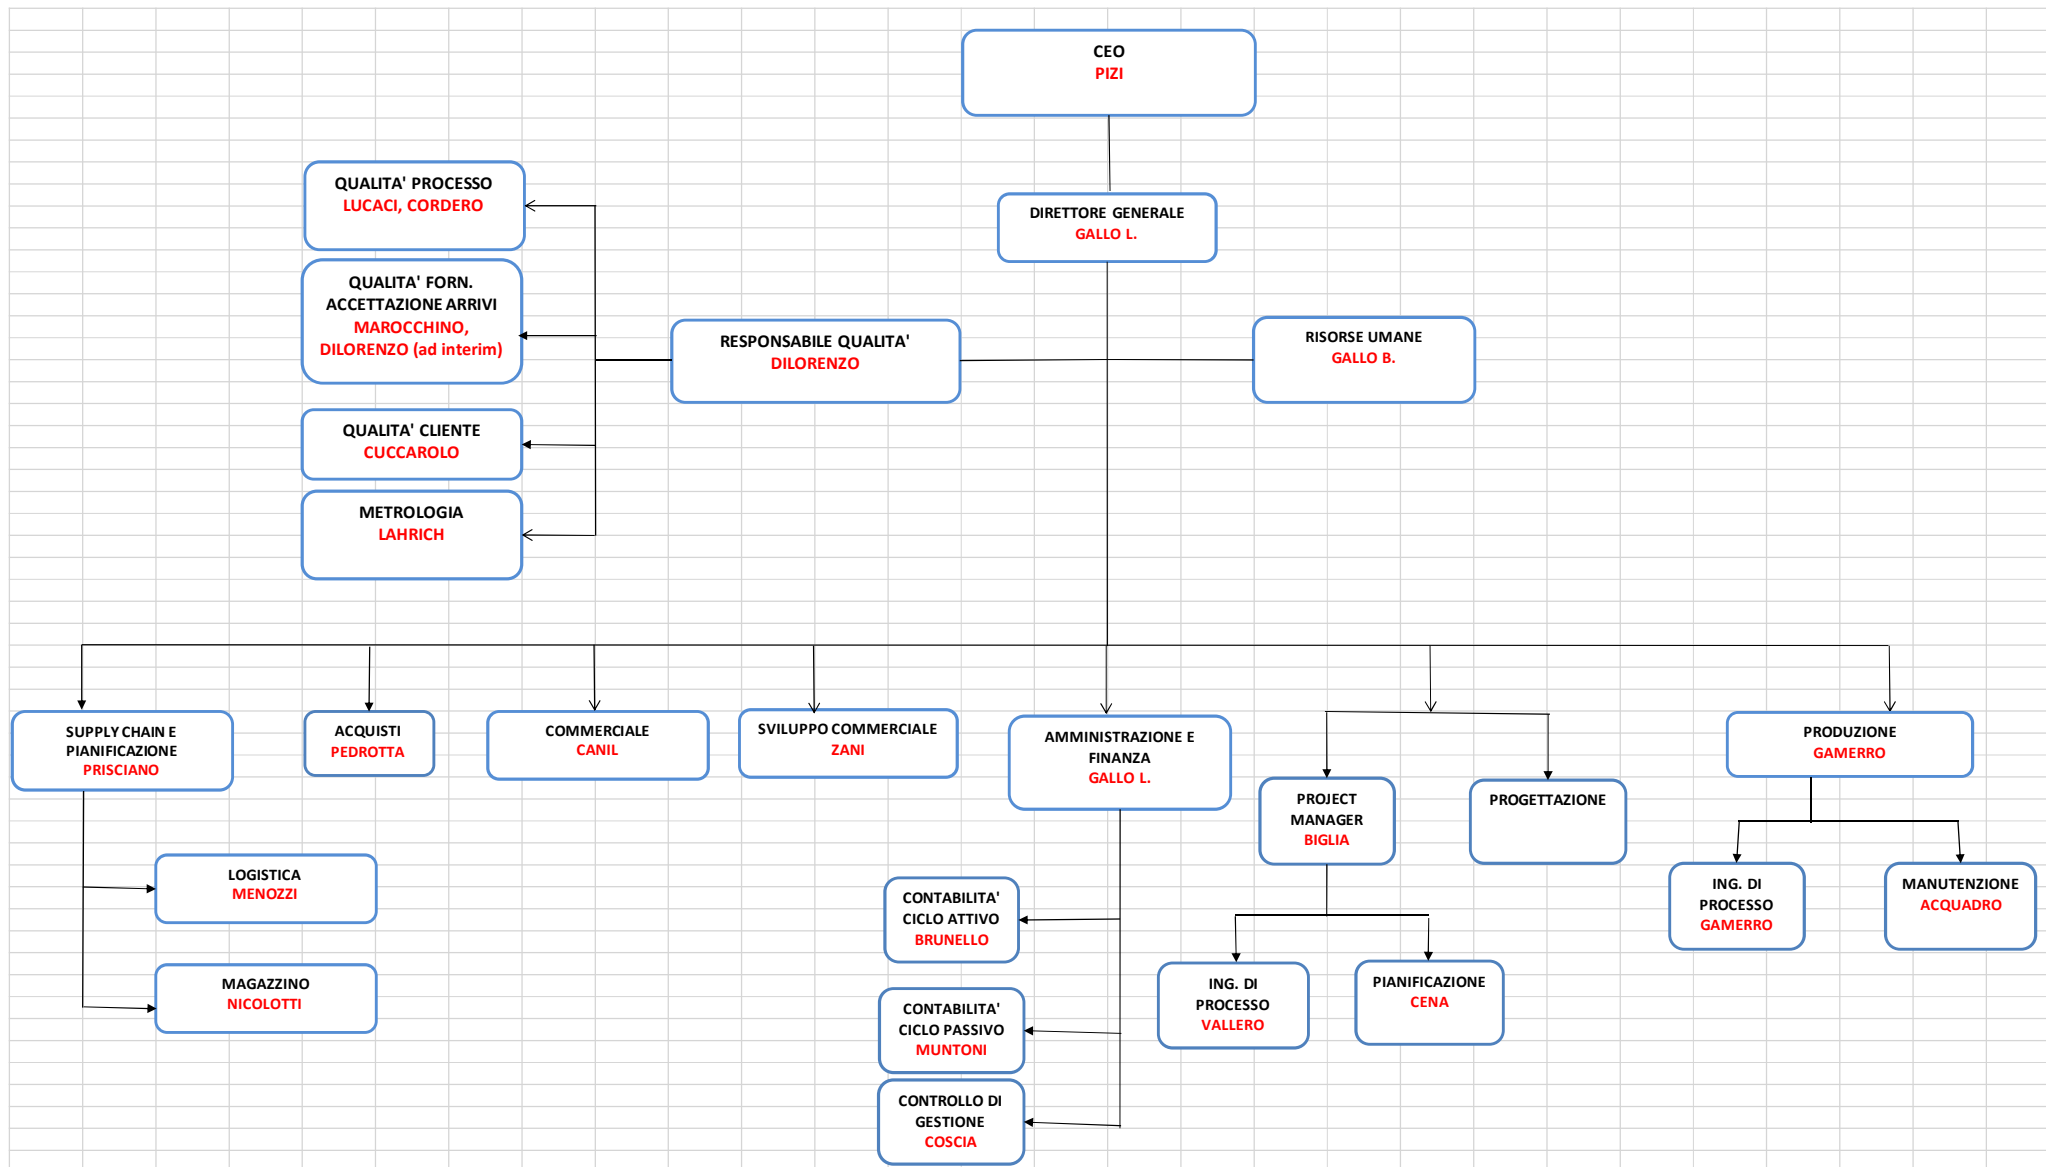 CEO
PIZI
QUALITA' PROCESSO
LUCACI, CORDERO
DIRETTORE GENERALE
GALLO L.
QUALITA' FORN.
ACCETTAZIONE ARRIVI
MAROCCHINO,
DILORENZO (ad interim)
RESPONSABILE QUALITA'
DILORENZO
RISORSE UMANE
GALLO B.
QUALITA' CLIENTE
CUCCAROLO
METROLOGIA
LAHRICH
SUPPLY CHAIN E
PIANIFICAZIONE
PRISCIANO
ACQUISTI
PEDROTTA
COMMERCIALE
CANIL
SVILUPPO COMMERCIALE
ZANI
AMMINISTRAZIONE E
FINANZA
GALLO L.
PRODUZIONE
GAMERRO
PROJECT
MANAGER
BIGLIA
PROGETTAZIONE
LOGISTICA
MENOZZI
CONTABILITA'
CICLO ATTIVO
BRUNELLO
ING. DI
PROCESSO
GAMERRO
MANUTENZIONE
ACQUADRO
MAGAZZINO
NICOLOTTI
ING. DI
PROCESSO
VALLERO
PIANIFICAZIONE
CENA
CONTABILITA'
CICLO PASSIVO
MUNTONI
CONTROLLO DI
GESTIONE
COSCIA